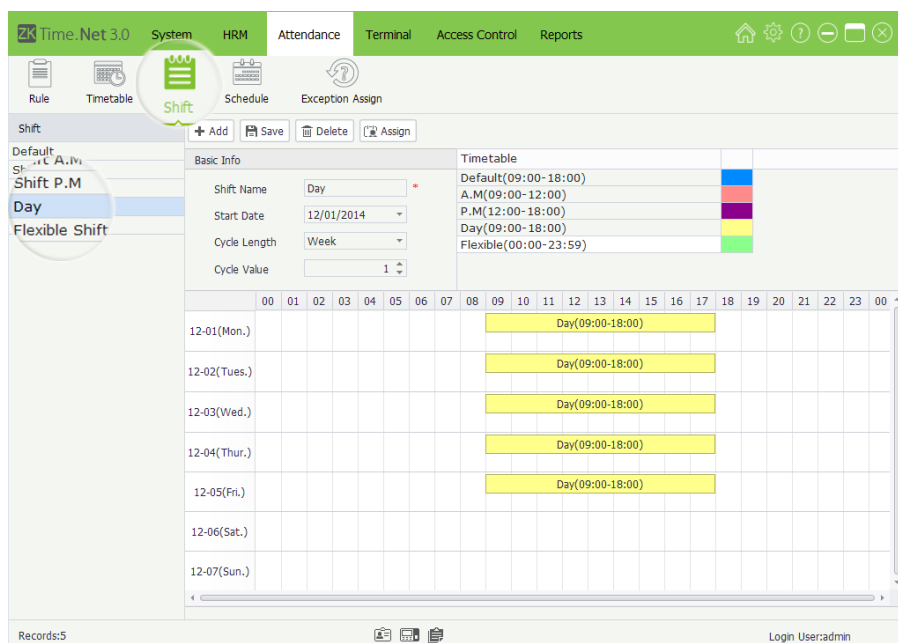 ZK Time.Net 3.0 System HRM Attendance Terminal Access Control Reports
Rule Timetable Shift Schedule Exception Assign
Shift
Add Save Delete Assign
Default
Shift A.M
Shift P.M
Day
Flexible Shift
Basic Info
Shift Name Day *
Start Date 12/01/2014
Cycle Length Week
Cycle Value 1
Timetable
Default(09:00-18:00)
A.M(09:00-12:00)
P.M(12:00-18:00)
Day(09:00-18:00)
Flexible(00:00-23:59)
00 01 02 03 04 05 06 07 08 09 10 11 12 13 14 15 16 17 18 19 20 21 22 23 00
12-01(Mon.) Day(09:00-18:00)
12-02(Tues.) Day(09:00-18:00)
12-03(Wed.) Day(09:00-18:00)
12-04(Thur.) Day(09:00-18:00)
12-05(Fri.) Day(09:00-18:00)
12-06(Sat.)
12-07(Sun.)
Records:5 Login User:admin